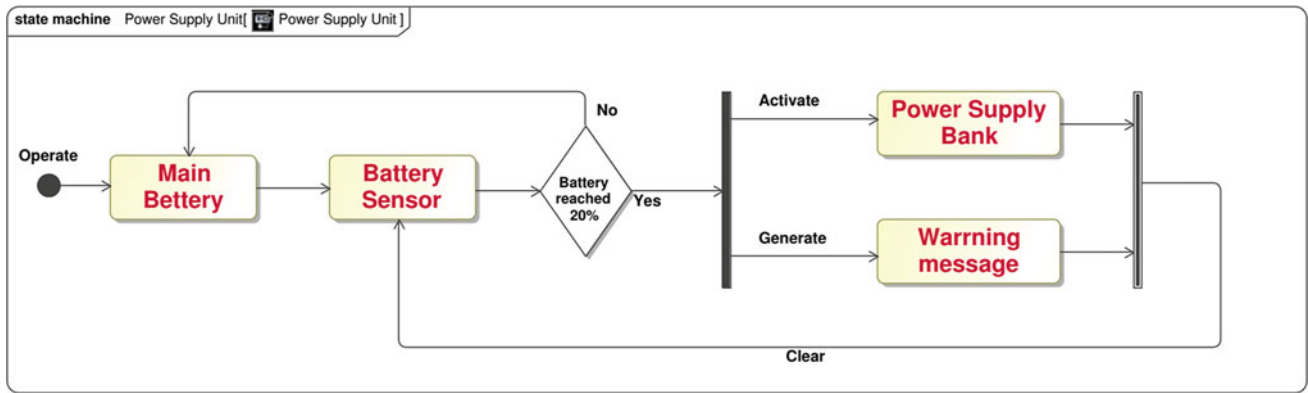 state machine Power Supply Unit[ Power Supply Unit ]
Operate
Main
Bettery
Battery
Sensor
No
Battery
reached
20%
Yes
Activate
Power Supply
Bank
Generate
Warrning
message
Clear